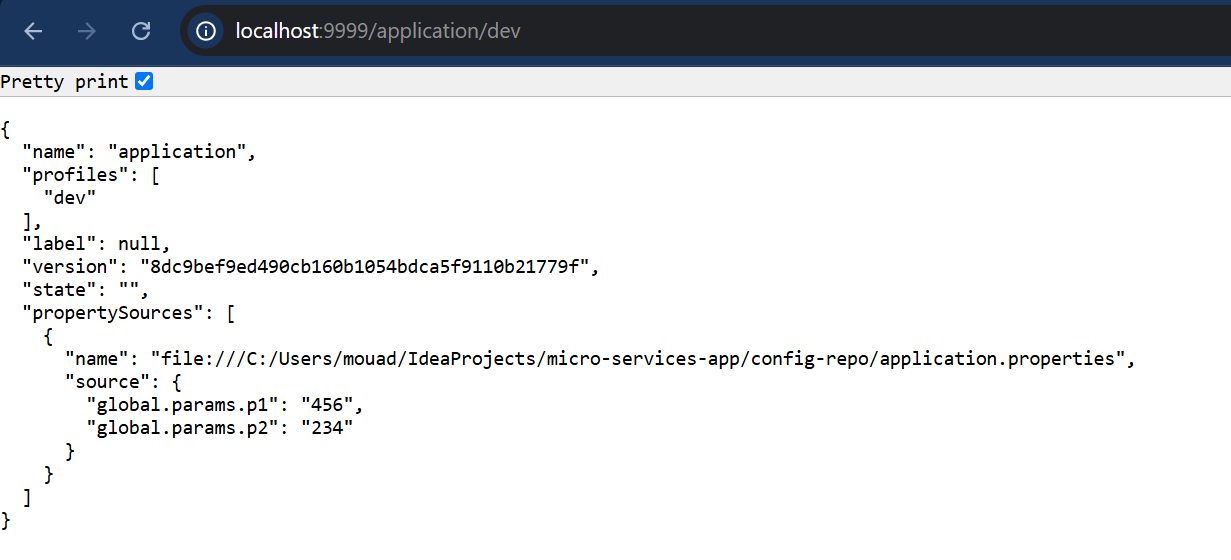 localhost:9999/application/dev
Pretty print
{
  "name": "application",
  "profiles": [
    "dev"
  ],
  "label": null,
  "version": "8dc9bef9ed490cb160b1054bdca5f9110b21779f",
  "state": "",
  "propertySources": [
    {
      "name": "file:///C:/Users/mouad/IdeaProjects/micro-services-app/config-repo/application.properties",
      "source": {
        "global.params.p1": "456",
        "global.params.p2": "234"
      }
    }
  ]
}